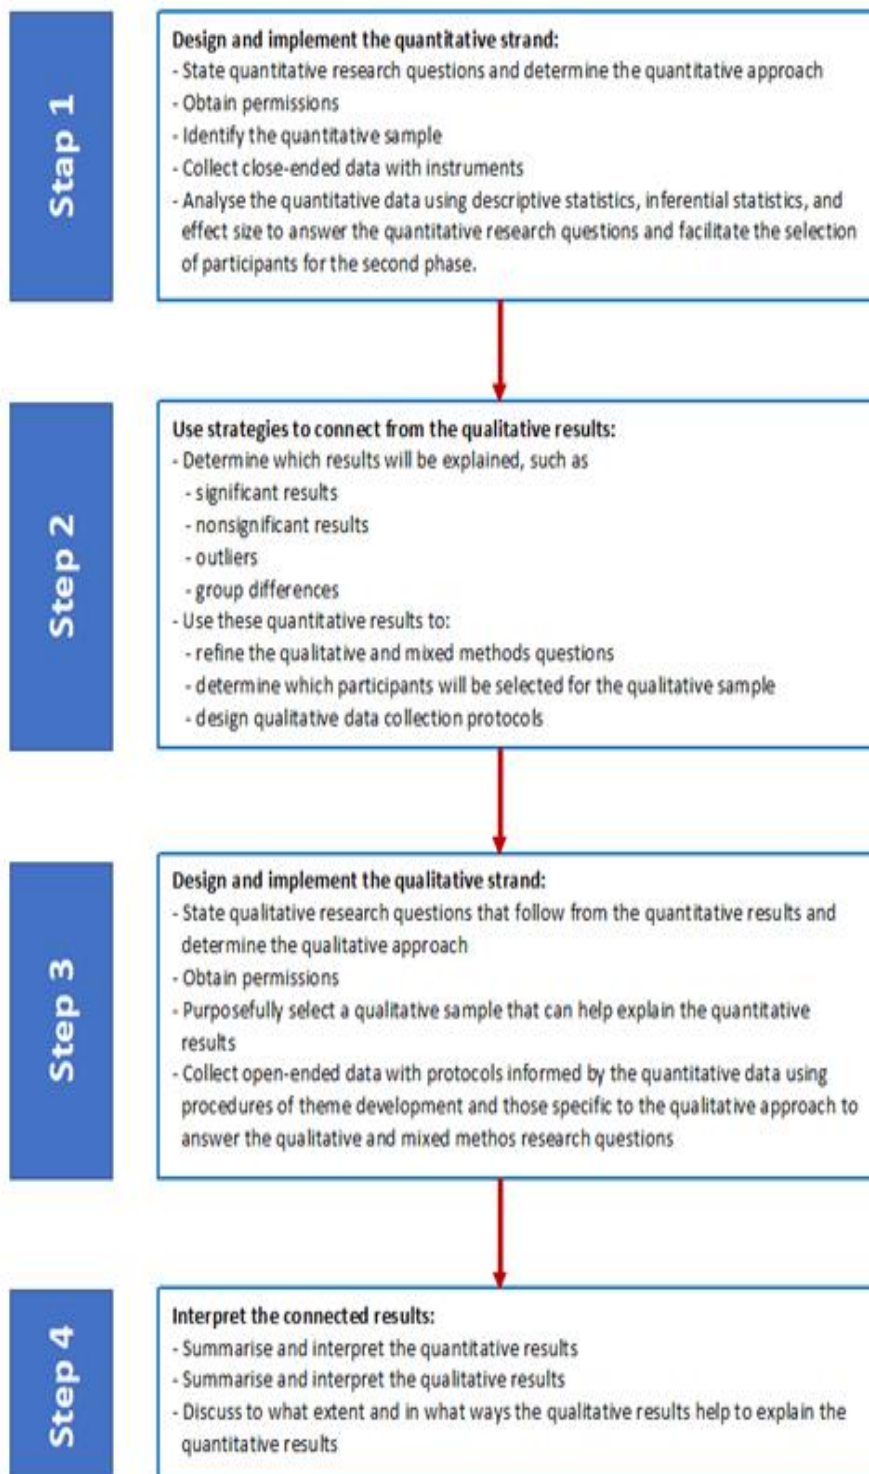 Stap 1
Design and implement the quantitative strand:
- State quantitative research questions and determine the quantitative approach
- Obtain permissions
- Identify the quantitative sample
- Collect close-ended data with instruments
- Analyse the quantitative data using descriptive statistics, inferential statistics, and
effect size to answer the quantitative research questions and facilitate the selection
of participants for the second phase.
Step 2
Use strategies to connect from the qualitative results:
- Determine which results will be explained, such as
- significant results
- nonsignificant results
- outliers
- group differences
- Use these quantitative results to:
- refine the qualitative and mixed methods questions
- determine which participants will be selected for the qualitative sample
- design qualitative data collection protocols
Step 3
Design and implement the qualitative strand:
- State qualitative research questions that follow from the quantitative results and
determine the qualitative approach
- Obtain permissions
- Purposefully select a qualitative sample that can help explain the quantitative
results
- Collect open-ended data with protocols informed by the quantitative data using
procedures of theme development and those specific to the qualitative approach to
answer the qualitative and mixed methos research questions
Step 4
Interpret the connected results:
- Summarise and interpret the quantitative results
- Summarise and interpret the qualitative results
- Discuss to what extent and in what ways the qualitative results help to explain the
quantitative results